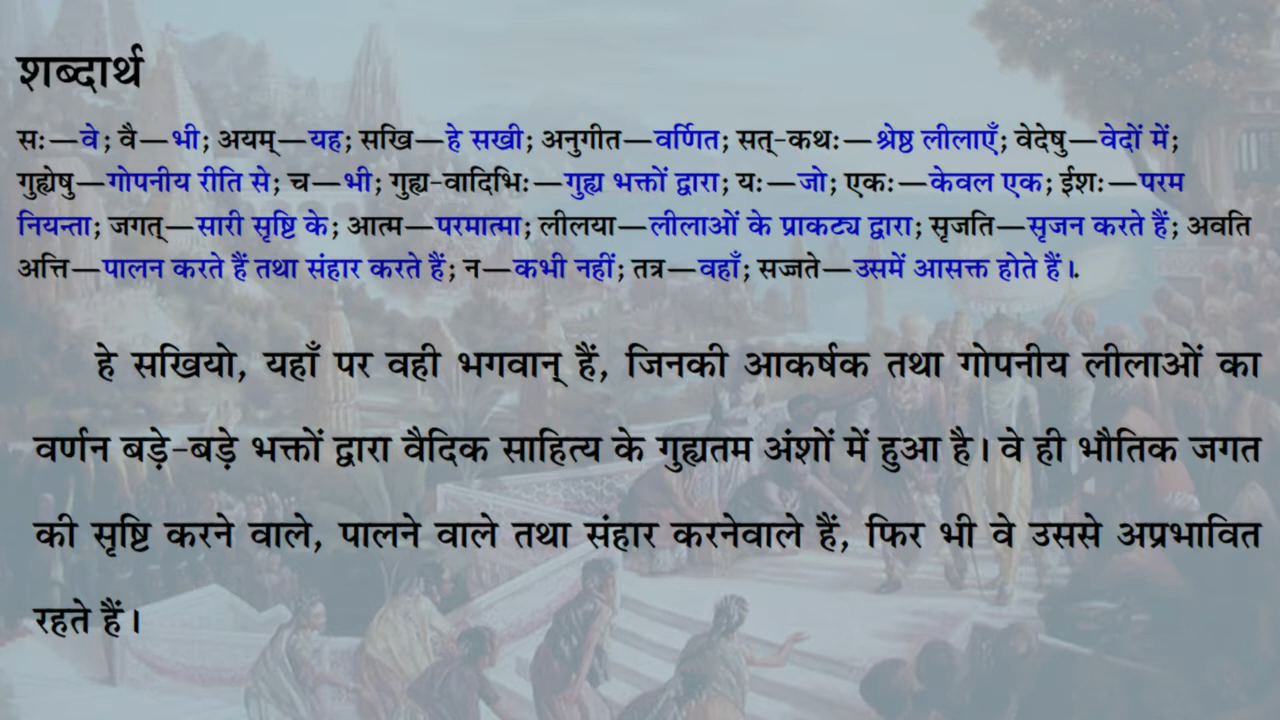 शब्दार्थ
सः—वे; वै—भी; अयम्—यह; सखि—हे सखी; अनुगीत—वर्णित; सत्-कथः—श्रेष्ठ लीलाएँ; वेदेषु—वेदों में;
गुह्येषु—गोपनीय रीति से; च—भी; गुह्य-वादिभिः—गुह्य भक्तों द्वारा; यः—जो; एकः—केवल एक; ईशः—परम
नियन्ता; जगत्—सारी सृष्टि के; आत्म—परमात्मा; लीलया—लीलाओं के प्राकट्य द्वारा; सृजति—सृजन करते हैं; अवति
अत्ति—पालन करते हैं तथा संहार करते हैं; न—कभी नहीं; तत्र—वहाँ; सज्जते—उसमें आसक्त होते हैं।.
हे सखियो, यहाँ पर वही भगवान् हैं, जिनकी आकर्षक तथा गोपनीय लीलाओं का
वर्णन बड़े-बड़े भक्तों द्वारा वैदिक साहित्य के गुह्यतम अंशों में हुआ है। वे ही भौतिक जगत
की सृष्टि करने वाले, पालने वाले तथा संहार करनेवाले हैं, फिर भी वे उससे अप्रभावित
रहते हैं।